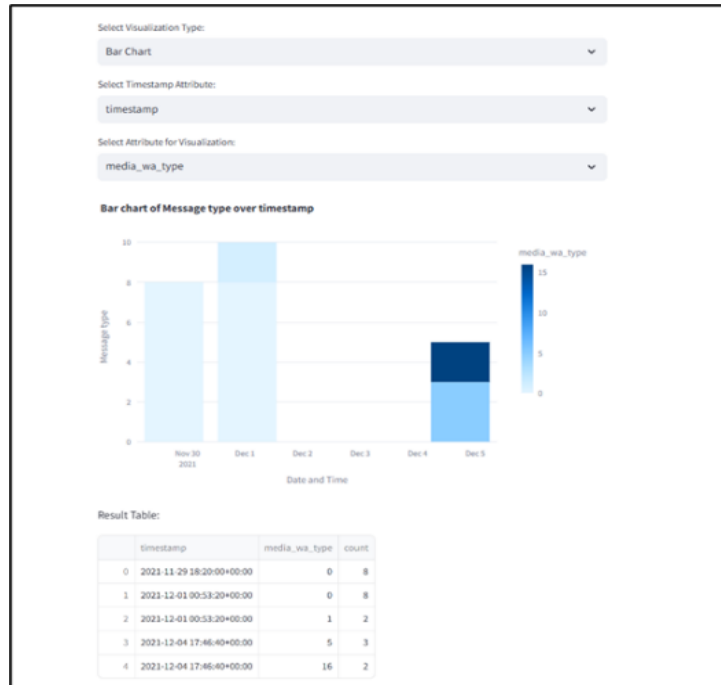 Select Visualization Type:
Bar Chart
Select Timestamp Attribute:
timestamp
Select Attribute for Visualization:
media_wa_type
Bar chart of Message type over timestamp
media_wa_type
10
8
6
4
2
0
Message type
15
10
5
0
Nov 30 Dec 1 Dec 2 Dec 3 Dec 4 Dec 5
2021
Date and Time
Result Table:
timestamp media_wa_type count
0 2021-11-29 18:20:00+00:00 0 8
1 2021-12-01 00:53:20+00:00 0 8
2 2021-12-01 00:53:20+00:00 1 2
3 2021-12-04 17:46:40+00:00 5 3
4 2021-12-04 17:46:40+00:00 16 2